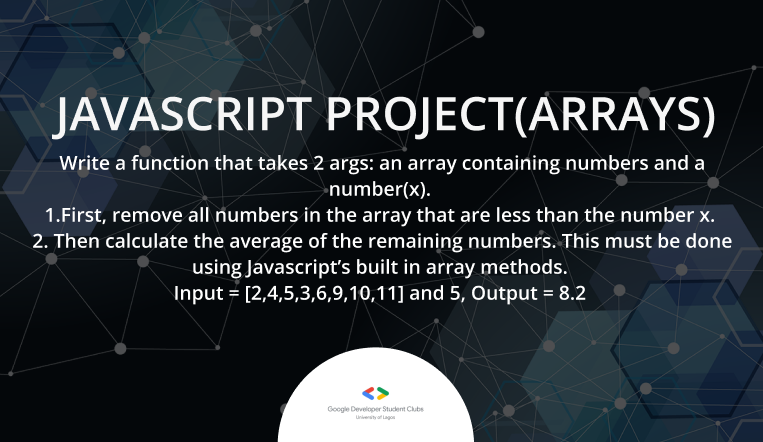 JAVASCRIPT PROJECT(ARRAYS)
Write a function that takes 2 args: an array containing numbers and a
number(x).
1.First, remove all numbers in the array that are less than the number x.
2. Then calculate the average of the remaining numbers. This must be done
using Javascript’s built in array methods.
Input = [2,4,5,3,6,9,10,11] and 5, Output = 8.2
Google Developer Student Clubs
University of Lagos